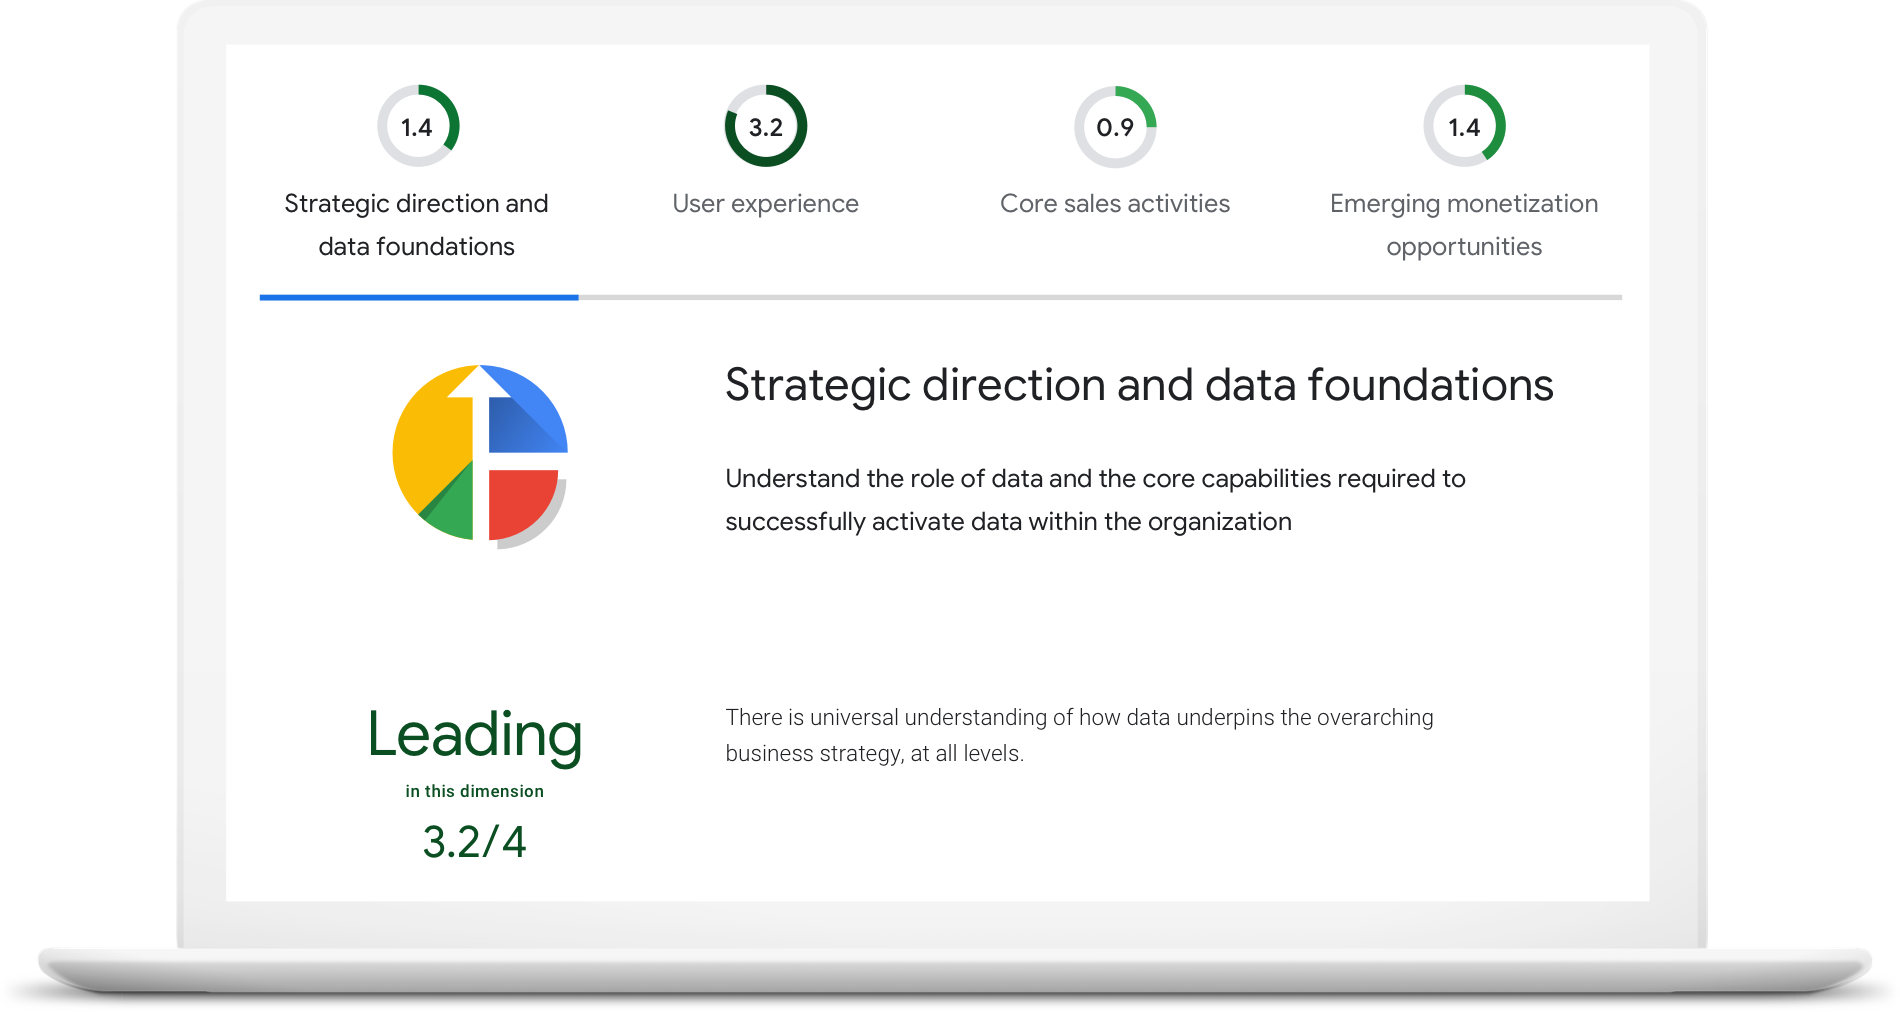 1.4
3.2
0.9
1.4
Strategic direction and
data foundations
User experience
Core sales activities
Emerging monetization
opportunities
Strategic direction and data foundations
Understand the role of data and the core capabilities required to
successfully activate data within the organization
Leading
in this dimension
3.2/4
There is universal understanding of how data underpins the overarching
business strategy, at all levels.